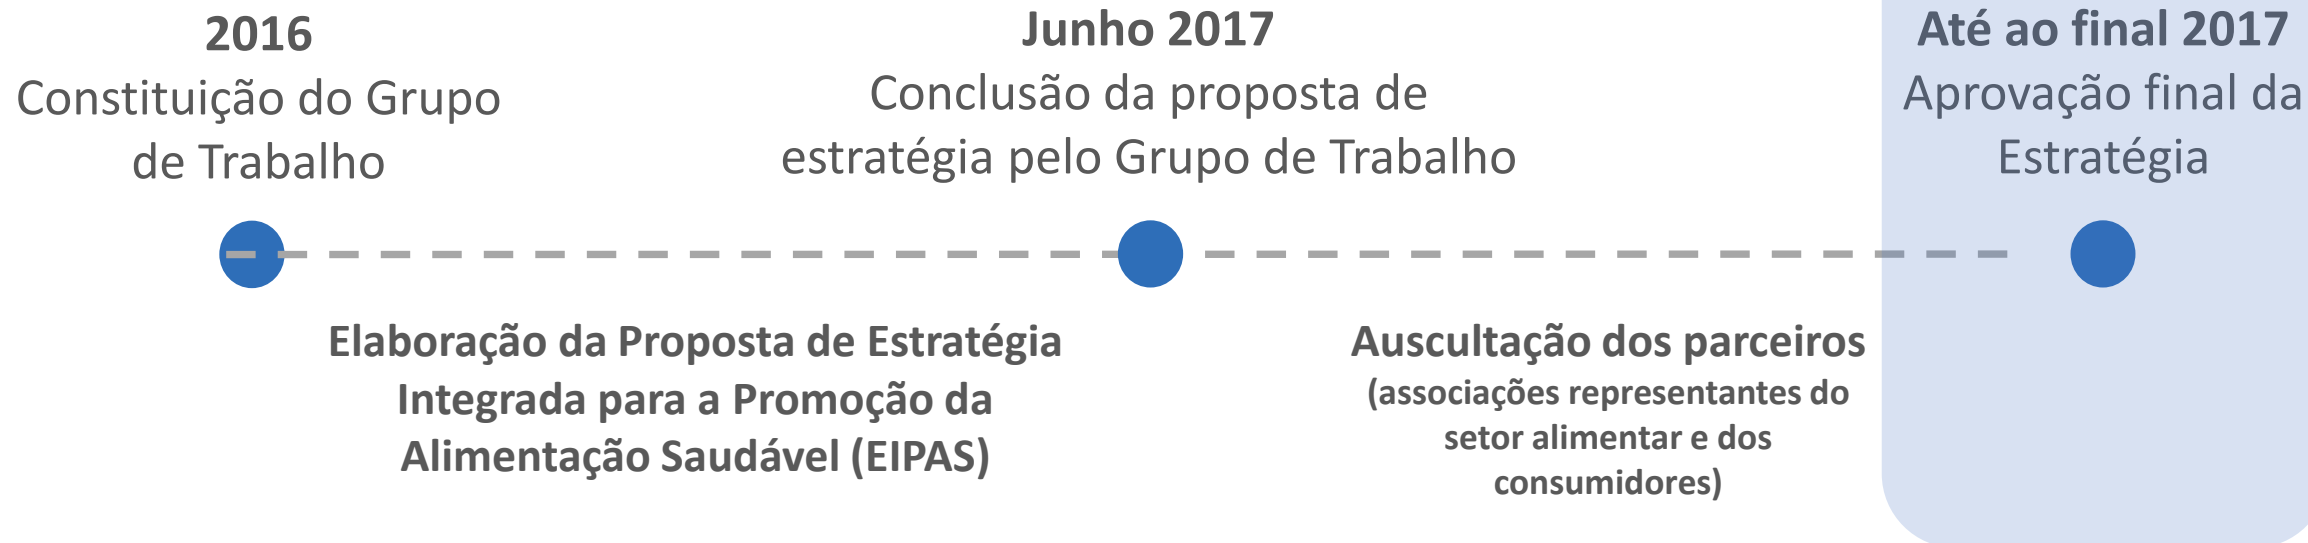 2016
Constituição do Grupo
de Trabalho
Junho 2017
Conclusão da proposta de
estratégia pelo Grupo de Trabalho
Até ao final 2017
Aprovação final da
Estratégia
Elaboração da Proposta de Estratégia
Integrada para a Promoção da
Alimentação Saudável (EIPAS)
Auscultação dos parceiros
(associações representantes do
setor alimentar e dos
consumidores)